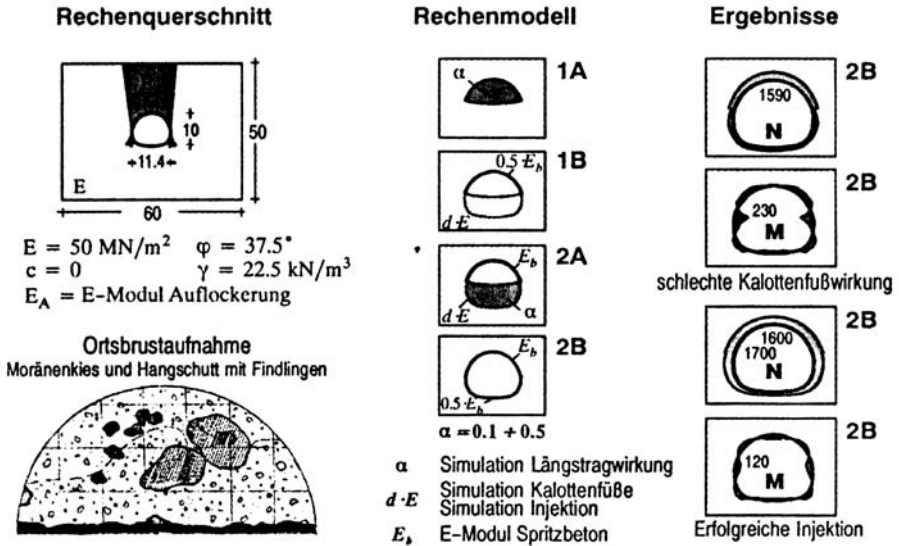 Rechenquerschnitt
10
50
11.4
E
60
E = 50 MN/m² φ = 37.5°
c = 0 γ = 22.5 kN/m³
E_A = E-Modul Auflockerung
Ortsbrustaufnahme
Moränenkies und Hangschutt mit Findlingen
Rechenmodell
α
1A
0.5·E_b
1B
d·E
E_b
2A
d·E
α
E_b
2B
0.5·E_b
α = 0.1 + 0.5
α Simulation Längstragwirkung
d·E Simulation Kalottenfüße
Simulation Injektion
E_b E-Modul Spritzbeton
Ergebnisse
2B
1590
N
2B
230
M
schlechte Kalottenfußwirkung
2B
1600
1700
N
2B
120
M
Erfolgreiche Injektion